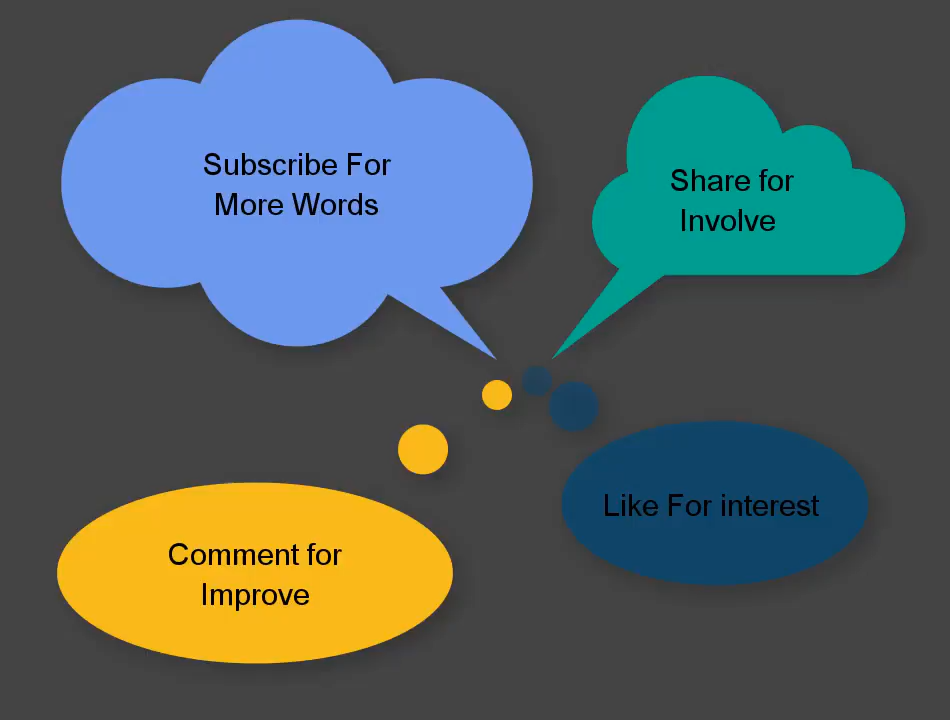 Subscribe For
More Words
Share for
Involve
Like For interest
Comment for
Improve